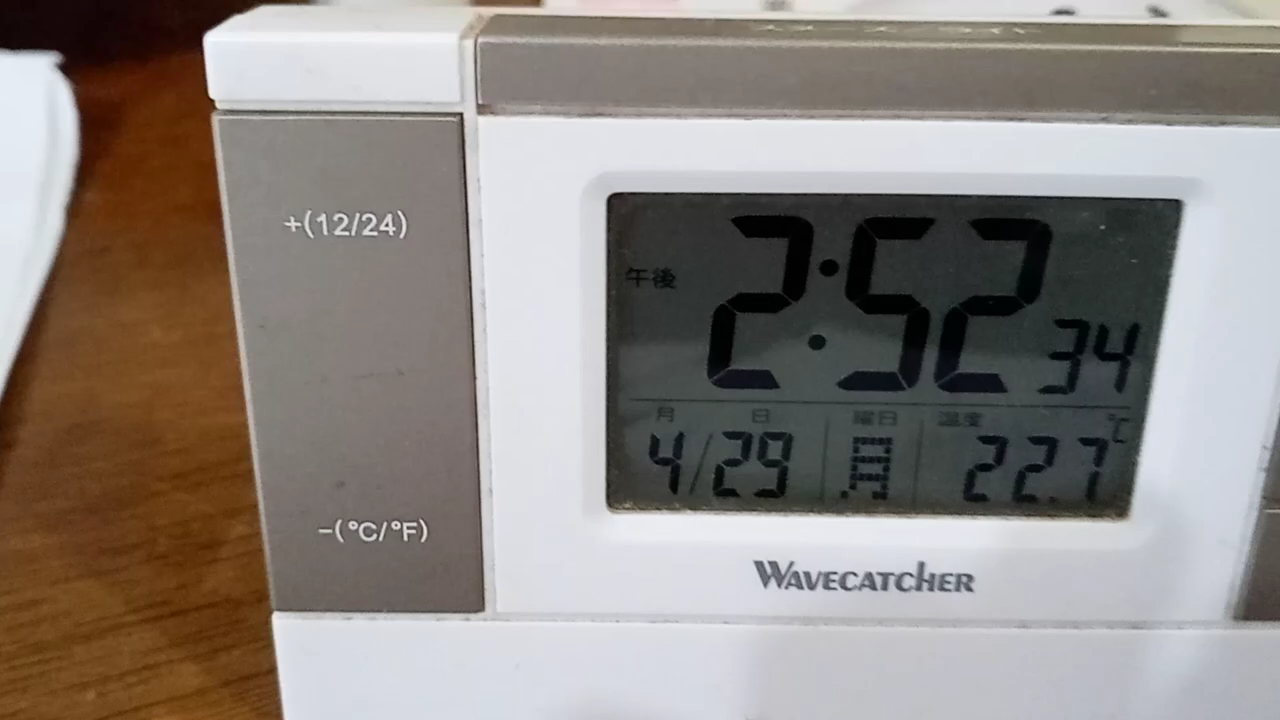 +(12/24)
午後 2:52 34
月 日 曜日 温度 ℃
4/29 月 22.7
-(℃/℉)
WAVECATCHER